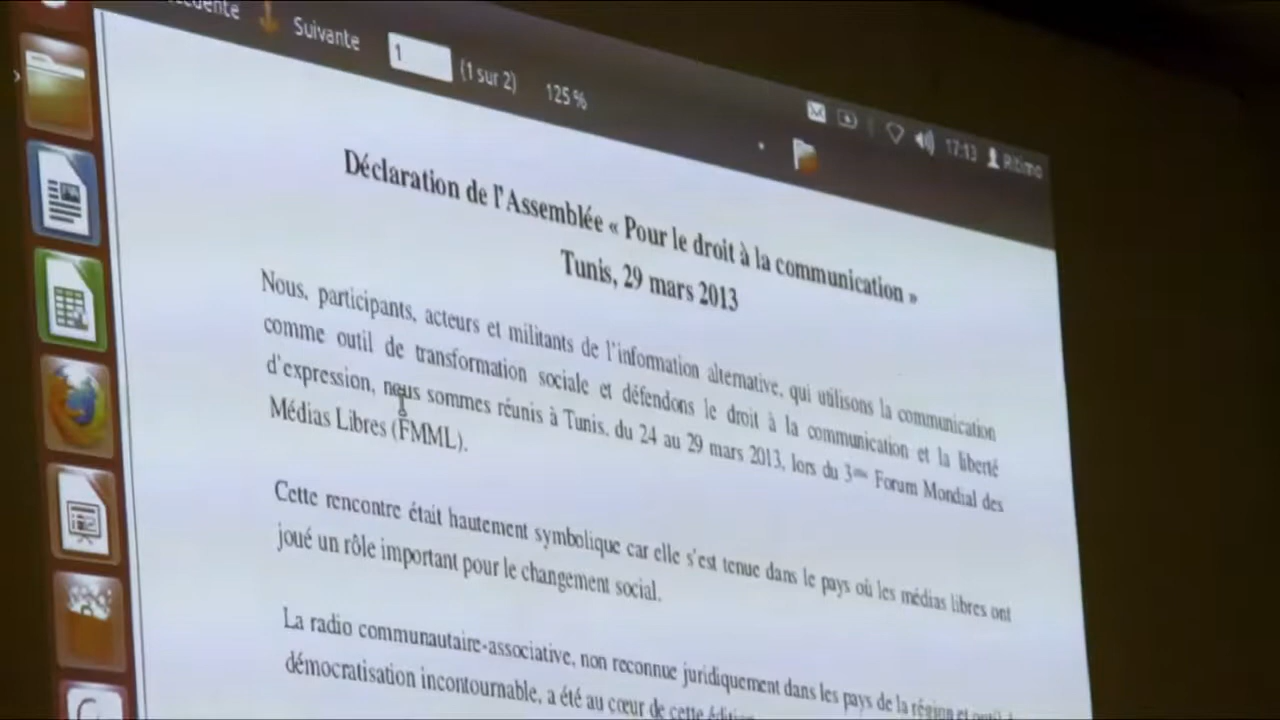 Suivante 1 (1 sur 2) 125 %
17:13 Ritimo
Déclaration de l'Assemblée « Pour le droit à la communication »
Tunis, 29 mars 2013
Nous, participants, acteurs et militants de l'information alternative, qui utilisons la communication
comme outil de transformation sociale et défendons le droit à la communication et la liberté
d'expression, nous sommes réunis à Tunis, du 24 au 29 mars 2013, lors du 3ème Forum Mondial des
Médias Libres (FMML).
Cette rencontre était hautement symbolique car elle s'est tenue dans le pays où les médias libres ont
joué un rôle important pour le changement social.
La radio communautaire-associative, non reconnue juridiquement dans les pays de la région et
démocratisation incontournable, a été au cœur de cette